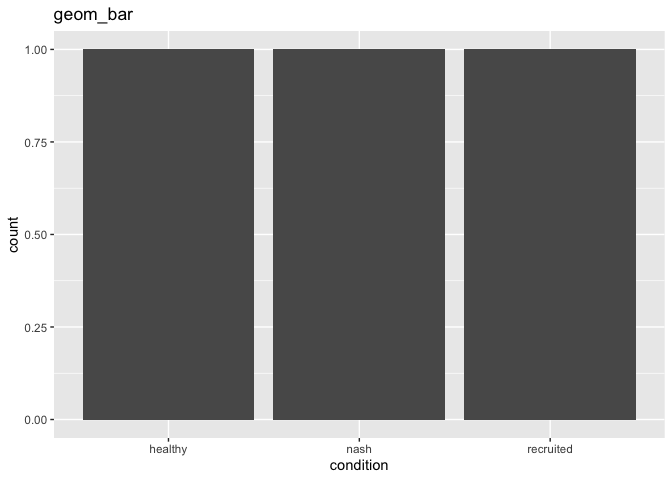 geom_bar
1.00
0.75
0.50
0.25
0.00
count
healthy nash recruited
condition